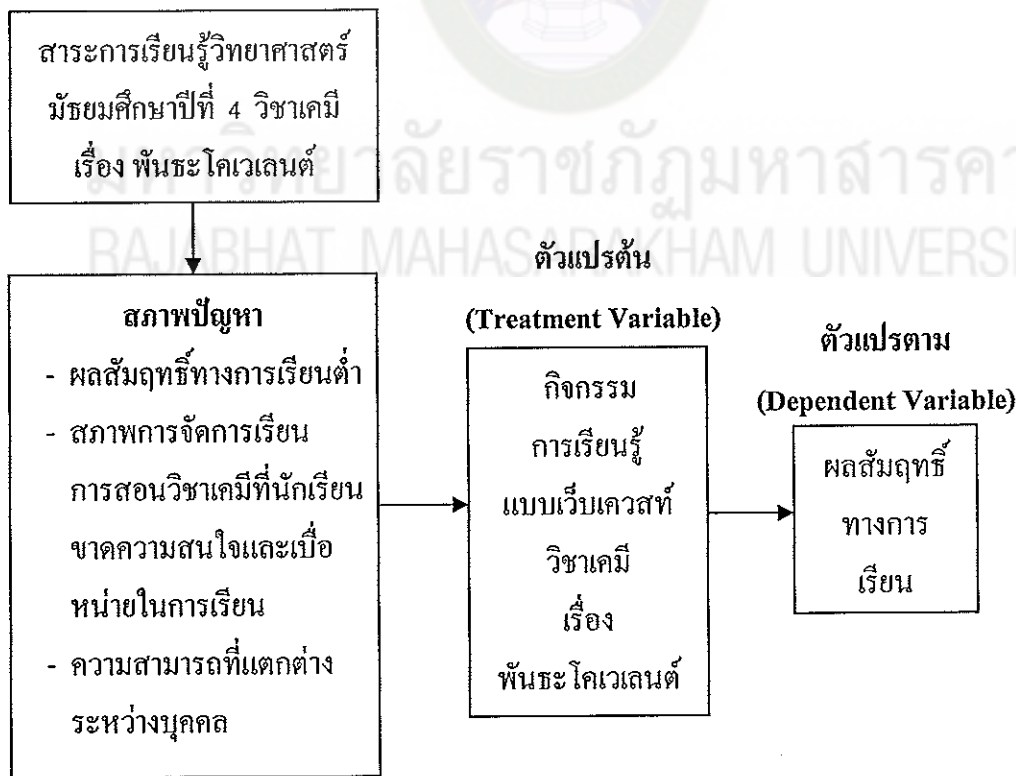 สาระการเรียนรู้วิทยาศาสตร์
มัธยมศึกษาปีที่ 4 วิชาเคมี
เรื่อง พันธะโคเวเลนต์
มหาวิทยาลัยราชภัฏมหาสารคา
RAJABHAT MAHASARAKHAM UNIVERSI
สภาพปัญหา
- ผลสัมฤทธิ์ทางการเรียนต่ำ
- สภาพการจัดการเรียน
การสอนวิชาเคมีที่นักเรียน
ขาดความสนใจและเบื่อ
หน่ายในการเรียน
- ความสามารถที่แตกต่าง
ระหว่างบุคคล
ตัวแปรต้น
(Treatment Variable)
กิจกรรม
การเรียนรู้
แบบเว็บเควสท์
วิชาเคมี
เรื่อง
พันธะโคเวเลนต์
ตัวแปรตาม
(Dependent Variable)
ผลสัมฤทธิ์
ทางการ
เรียน